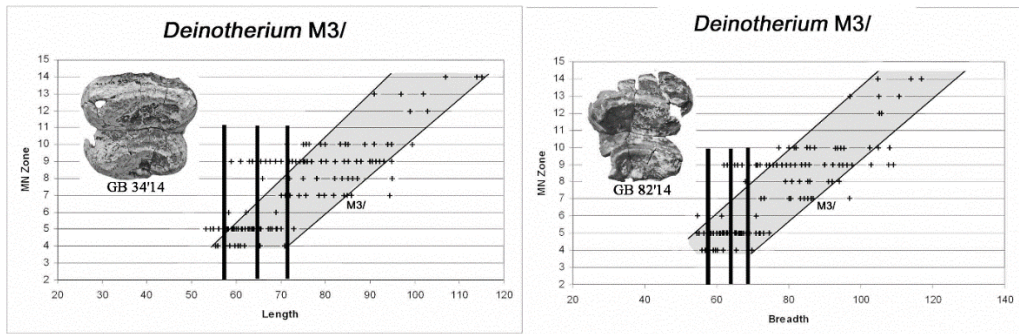 Deinotherium M3/
15
14
13
12
11
10
9
8
7
6
5
4
3
2
MN Zone
GB 34'14
M3/
20 30 40 50 60 70 80 90 100 110 120
Length
Deinotherium M3/
15
14
13
12
11
10
9
8
7
6
5
4
3
2
MN Zone
GB 82'14
M3/
20 40 60 80 100 120 140
Breadth